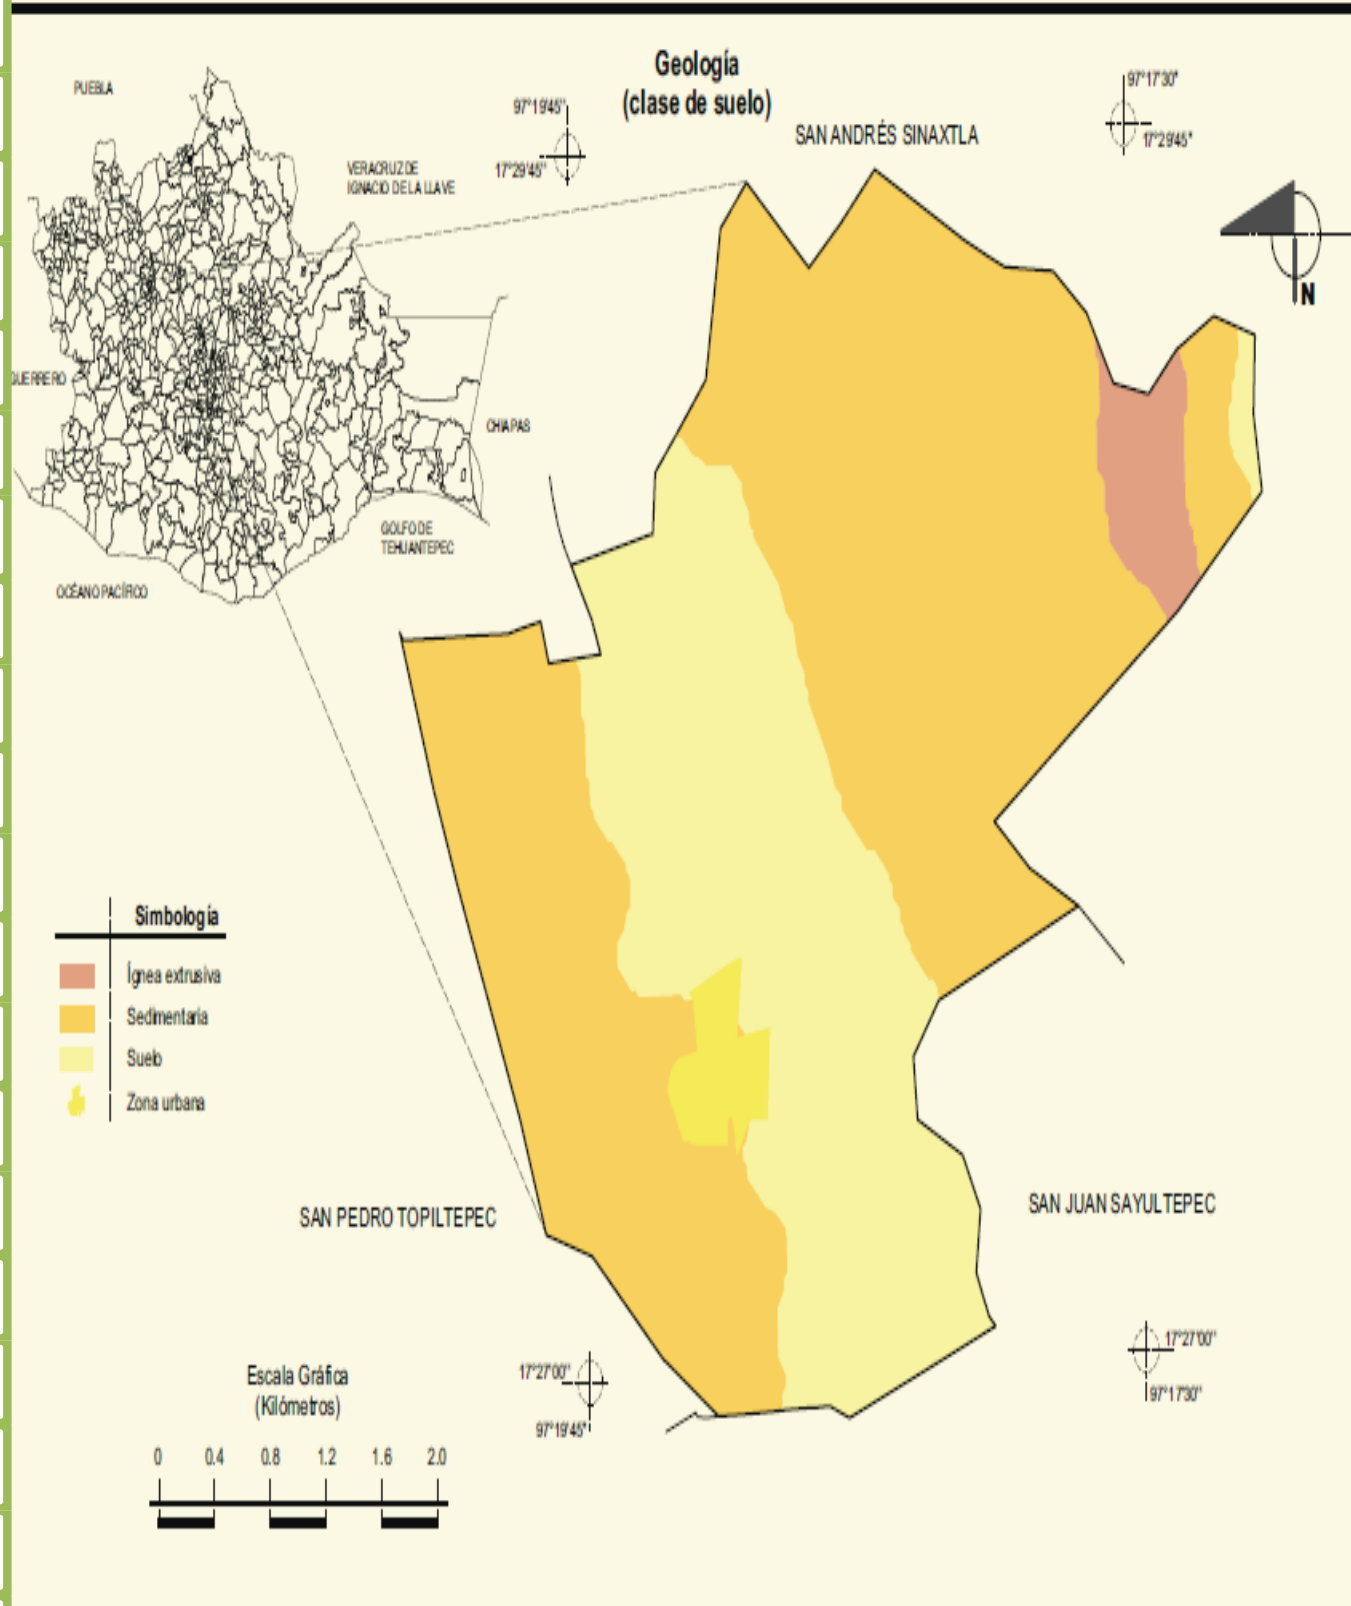 Geología
(clase de suelo)
97°17'30"
PUEBLA
97°19'45"
SAN ANDRÉS SINAXTLA
17°29'45"
VERACRUZ DE
IGNACIO DE LA LLAVE
17°29'45"
N
GUERRERO
CHIAPAS
GOLFO DE
TEHUANTEPEC
OCÉANO PACÍFICO
Simbología
Ígnea extrusiva
Sedimentaria
Suelo
Zona urbana
SAN PEDRO TOPILTEPEC
SAN JUAN SAYULTEPEC
17°27'00"
97°17'30"
17°27'00"
97°19'45"
Escala Gráfica
(Kilómetros)
0 0.4 0.8 1.2 1.6 2.0